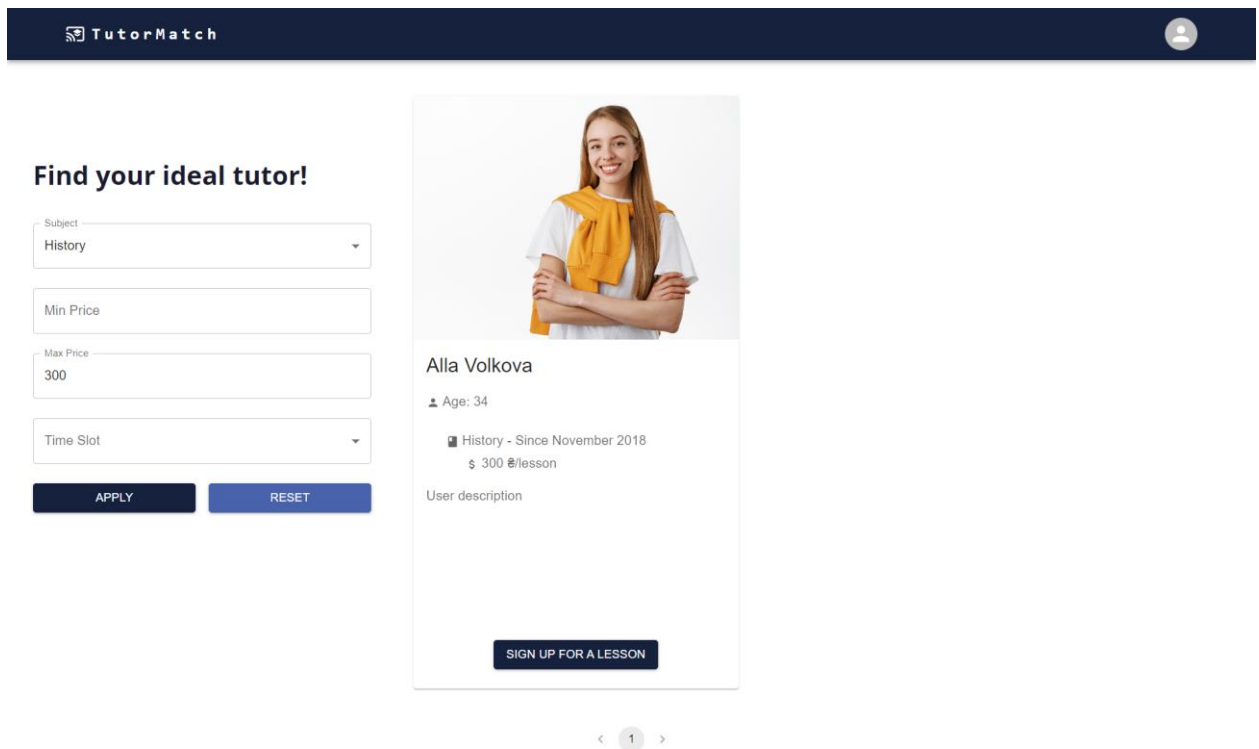 TutorMatch
Find your ideal tutor!
Subject
History
Min Price
Max Price
300
Time Slot
APPLY
RESET
Alla Volkova
Age: 34
History - Since November 2018
$ 300 ₴/lesson
User description
SIGN UP FOR A LESSON
< 1 >